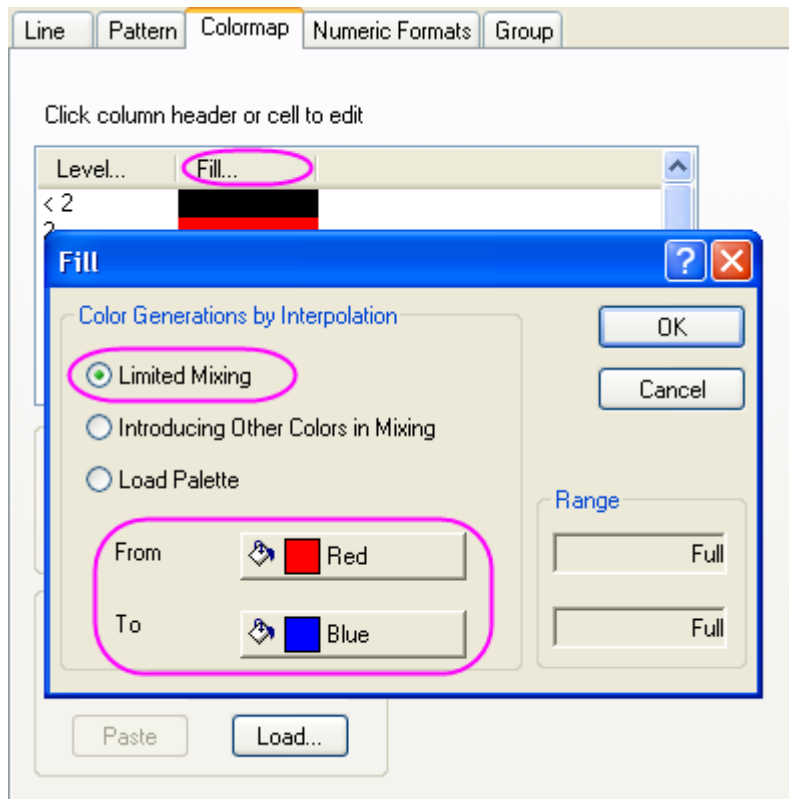 Line Pattern Colormap Numeric Formats Group
Click column header or cell to edit
Level... Fill...
< 2
2
Fill
Color Generations by Interpolation
OK
Limited Mixing
Cancel
Introducing Other Colors in Mixing
Load Palette
Range
From Red Full
To Blue Full
Paste Load...